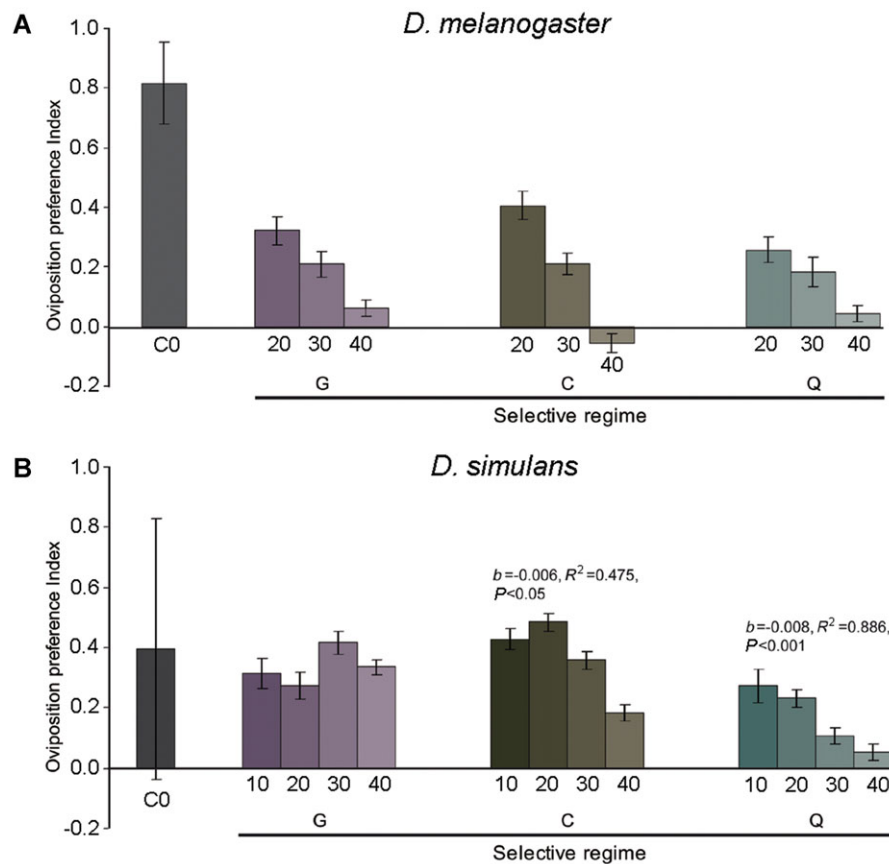 A
D. melanogaster
Oviposition preference Index
1.0
0.8
0.6
0.4
0.2
0.0
-0.2
C0
20 30 40
20 30 40
20 30 40
G C Q
Selective regime
B
D. simulans
Oviposition preference Index
1.0
0.8
0.6
0.4
0.2
0.0
-0.2
b=-0.006, R²=0.475,
P<0.05
b=-0.008, R²=0.886,
P<0.001
C0
10 20 30 40
10 20 30 40
10 20 30 40
G C Q
Selective regime